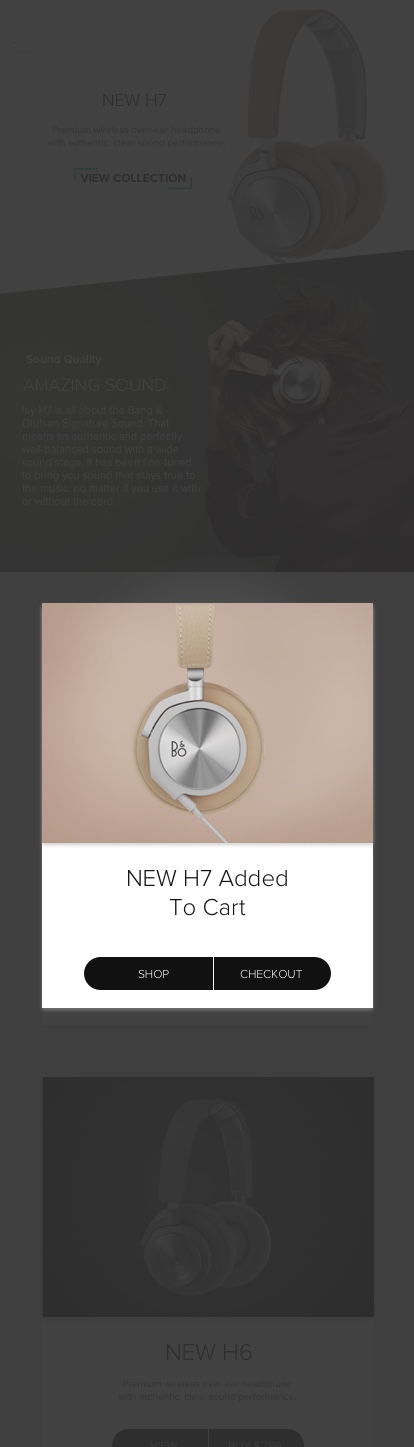 NEW H7
Premium wireless over-ear headphone
with authentic, clear sound performance.
VIEW COLLECTION
Sound Quality
AMAZING SOUND
lay H7 is all about the Bang &
Olufsen Signature Sound. That
means an authentic and perfectly
well-balanced sound with a wide
sound stage. It has been fine-tuned
to bring you sound that stays true to
the music, no matter if you use it with
or without the cord.
B&O
NEW H7 Added
To Cart
SHOP
CHECKOUT
NEW H6
Premium wireless over-ear headphone
with authentic, clear sound performance.